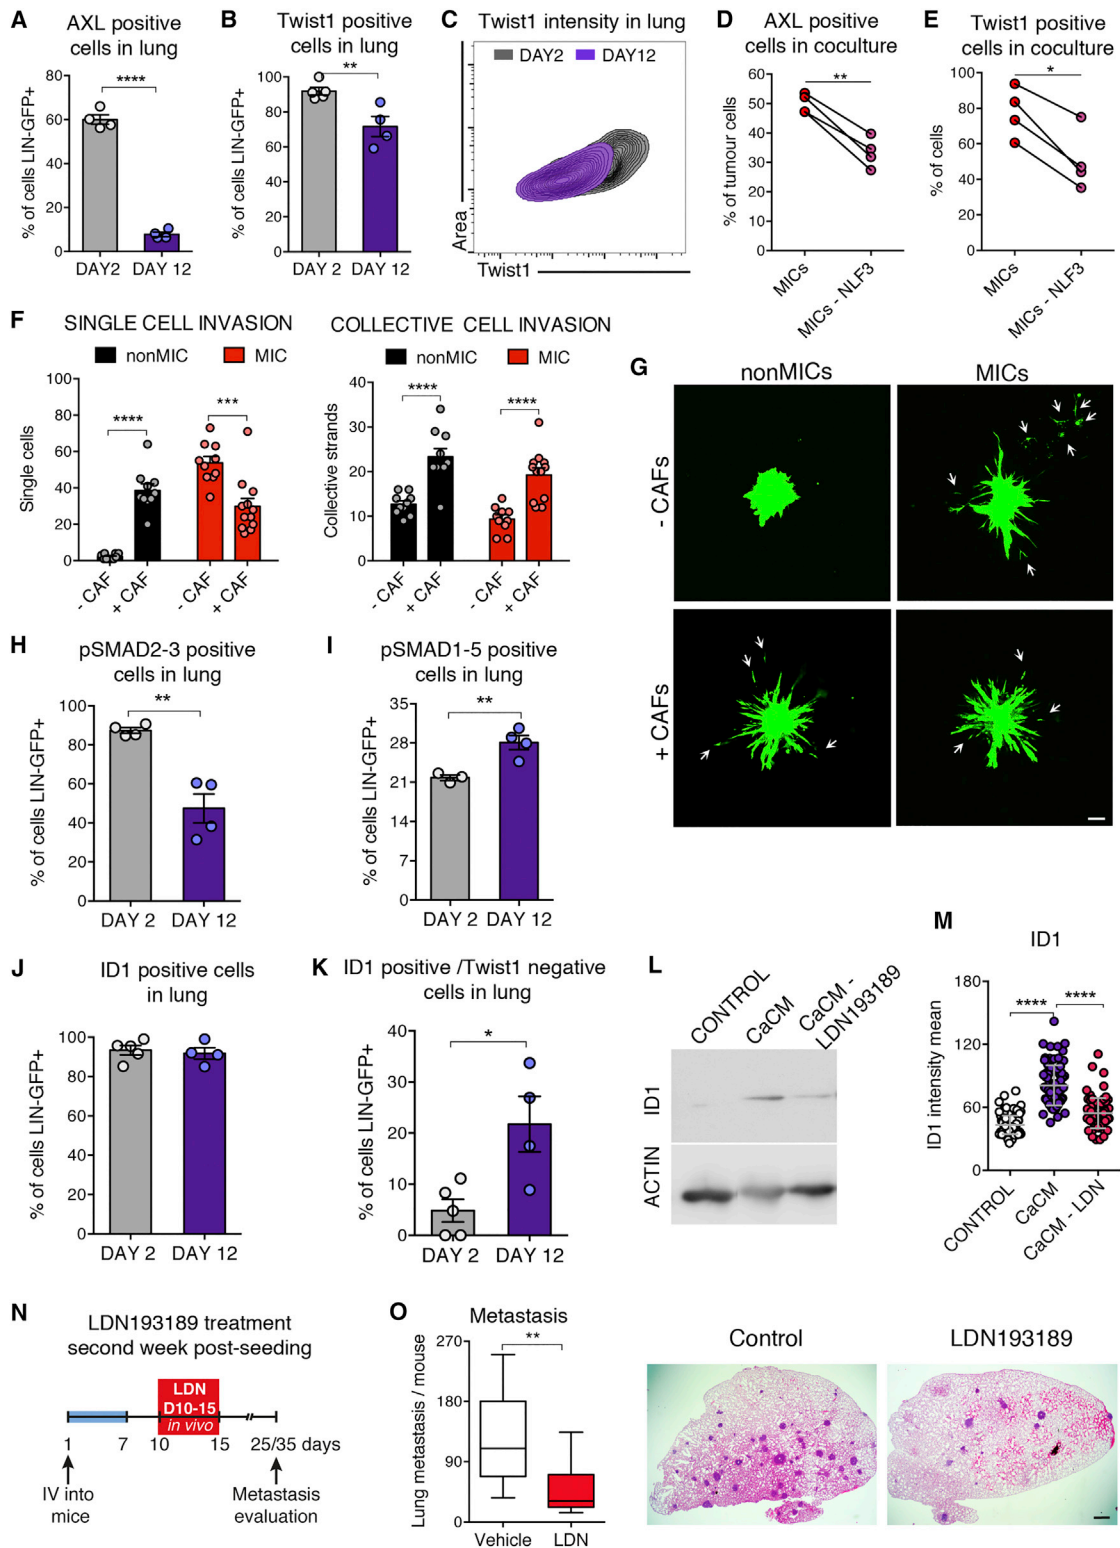 A
AXL positive
cells in lung
% of cells LIN-GFP+
80
60
40
20
0
****
DAY2
DAY 12
B
Twist1 positive
cells in lung
% of cells LIN-GFP+
100
80
60
40
20
0
**
DAY 2
DAY 12
C
Twist1 intensity in lung
DAY2
DAY12
Area
Twist1
D
AXL positive
cells in coculture
% of tumour cells
60
50
40
30
20
10
0
**
MICs
MICs - NLF3
E
Twist1 positive
cells in coculture
% of cells
100
80
60
40
20
0
*
MICs
MICs - NLF3
F
SINGLE CELL INVASION
nonMIC
MIC
Single cells
100
80
60
40
20
0
****
***
- CAF
+ CAF
- CAF
+ CAF
COLLECTIVE CELL INVASION
nonMIC
MIC
Collective strands
40
30
20
10
0
****
****
- CAF
+ CAF
- CAF
+ CAF
G
nonMICs
MICs
- CAFs
+ CAFs
H
pSMAD2-3 positive
cells in lung
% of cells LIN-GFP+
100
80
60
40
20
0
**
DAY 2
DAY 12
I
pSMAD1-5 positive
cells in lung
% of cells LIN-GFP+
35
28
21
14
7
0
**
DAY 2
DAY 12
J
ID1 positive cells
in lung
% of cells LIN-GFP+
100
80
60
40
20
0
DAY 2
DAY 12
K
ID1 positive /Twist1 negative
cells in lung
% of cells LIN-GFP+
40
30
20
10
0
*
DAY 2
DAY 12
L
CONTROL
CaCM
CaCM -
LDN193189
ID1
ACTIN
M
ID1
ID1 intensity mean
180
120
60
0
****
****
CONTROL
CaCM
CaCM - LDN
N
LDN193189 treatment
second week post-seeding
LDN
D10-15
in vivo
1
7
10
15
25/35 days
IV into
mice
Metastasis
evaluation
O
Metastasis
Lung metastasis / mouse
270
180
90
0
**
Vehicle
LDN
Control
LDN193189